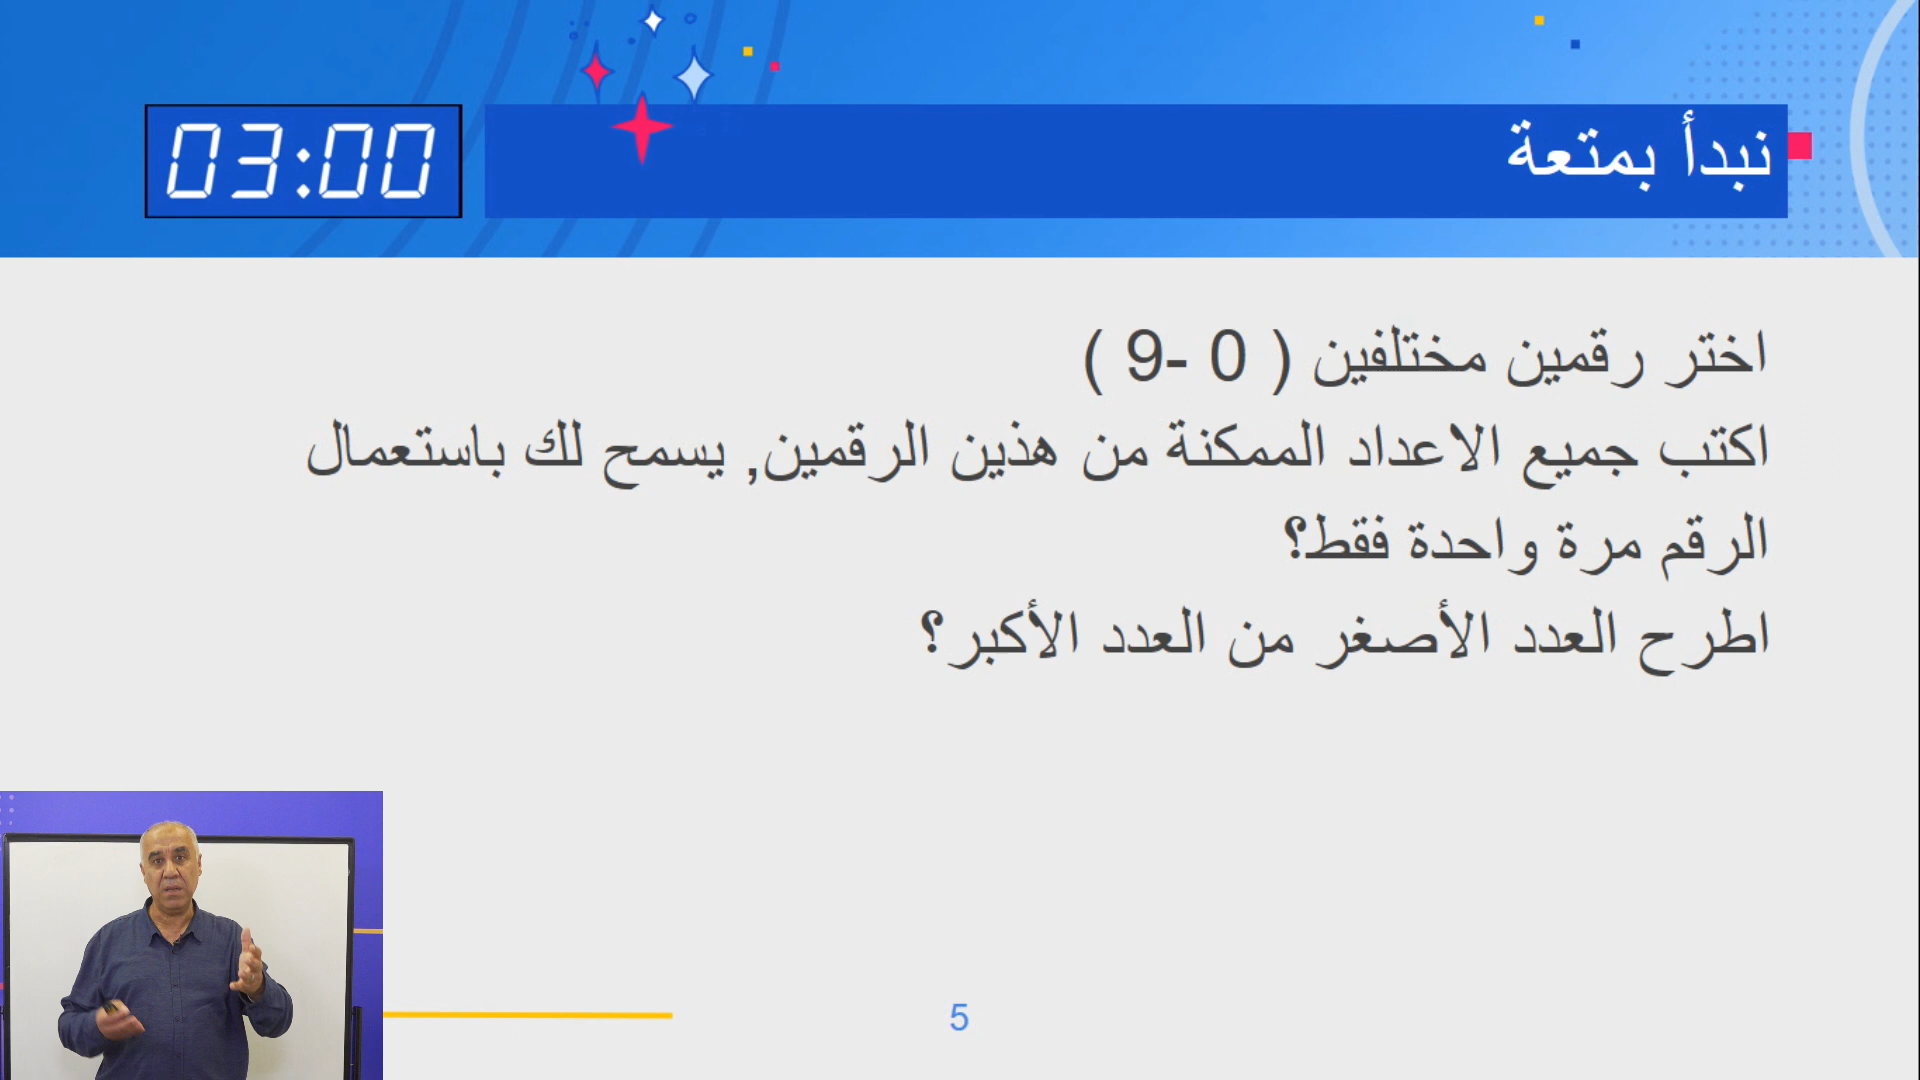 نبدأ بمتعة
03:00
اختر رقمين مختلفين ( 0 -9 )
اكتب جميع الاعداد الممكنة من هذين الرقمين, يسمح لك باستعمال
الرقم مرة واحدة فقط؟
اطرح العدد الأصغر من العدد الأكبر؟
5